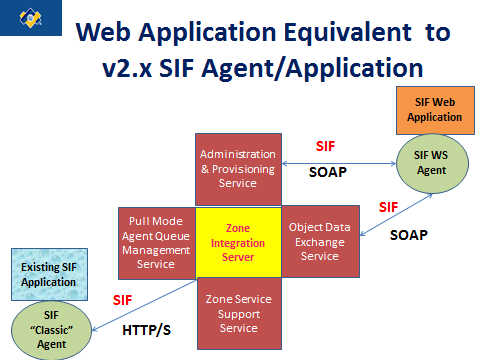 Web Application Equivalent to
v2.x SIF Agent/Application
SIF Web
Application
SIF WS
Agent
SIF
SOAP
Administration
& Provisioning
Service
SIF
SOAP
Pull Mode
Agent Queue
Management
Service
Zone
Integration
Server
Object Data
Exchange
Service
Existing SIF
Application
SIF
"Classic"
Agent
SIF
HTTP/S
Zone Service
Support
Service